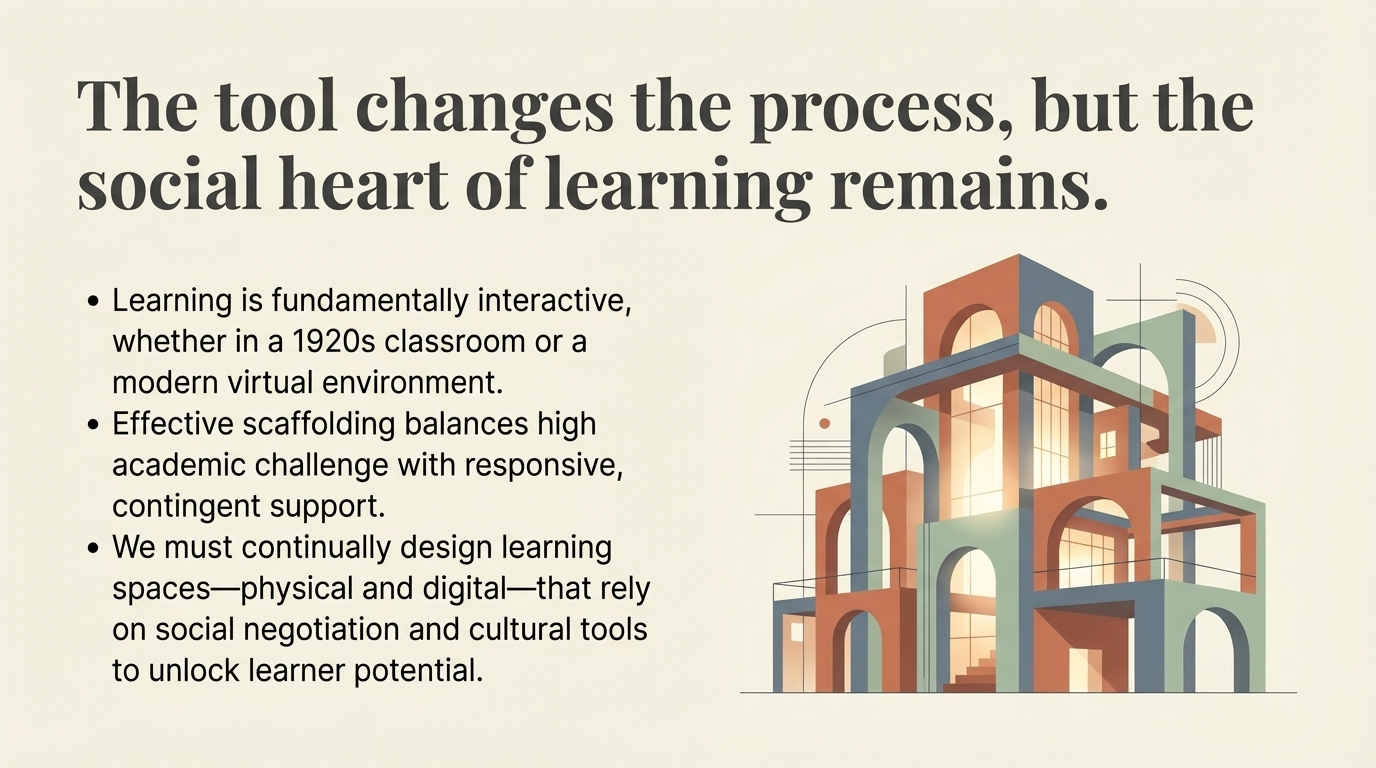 The tool changes the process, but the
social heart of learning remains.
• Learning is fundamentally interactive,
whether in a 1920s classroom or a
modern virtual environment.
• Effective scaffolding balances high
academic challenge with responsive,
contingent support.
• We must continually design learning
spaces—physical and digital—that rely
on social negotiation and cultural tools
to unlock learner potential.